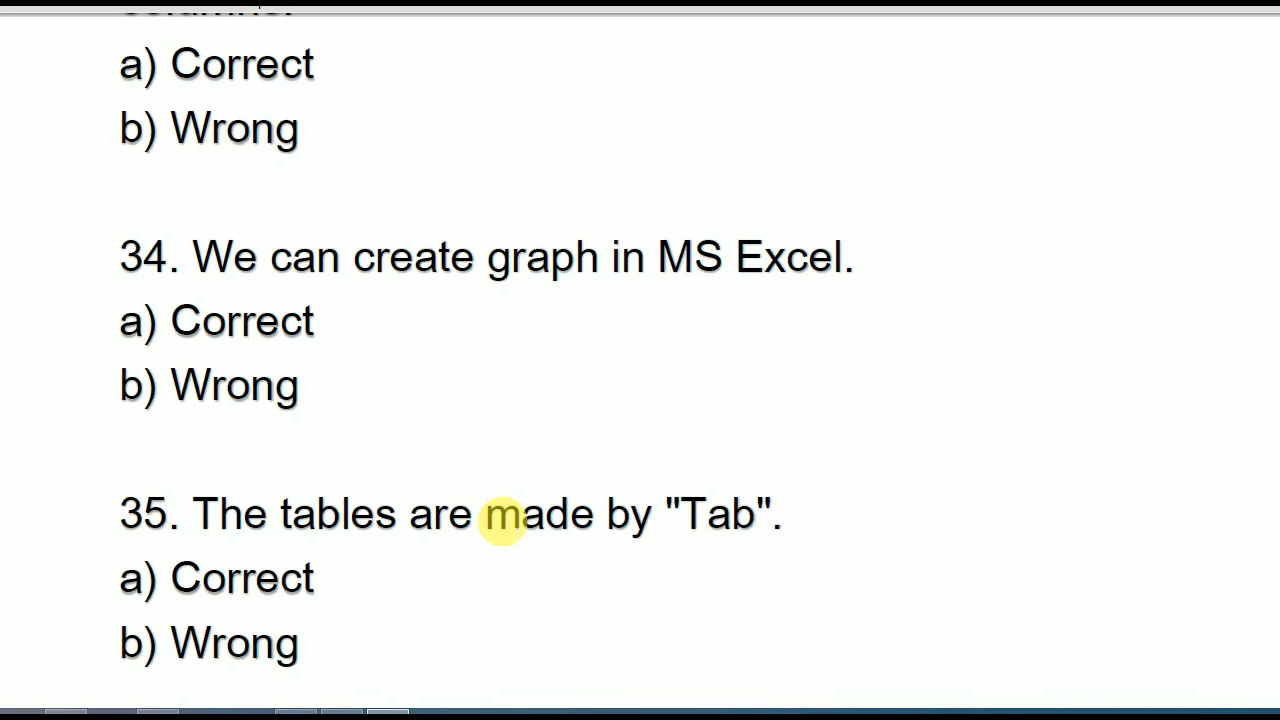 a) Correct
b) Wrong
34. We can create graph in MS Excel.
a) Correct
b) Wrong
35. The tables are made by "Tab".
a) Correct
b) Wrong